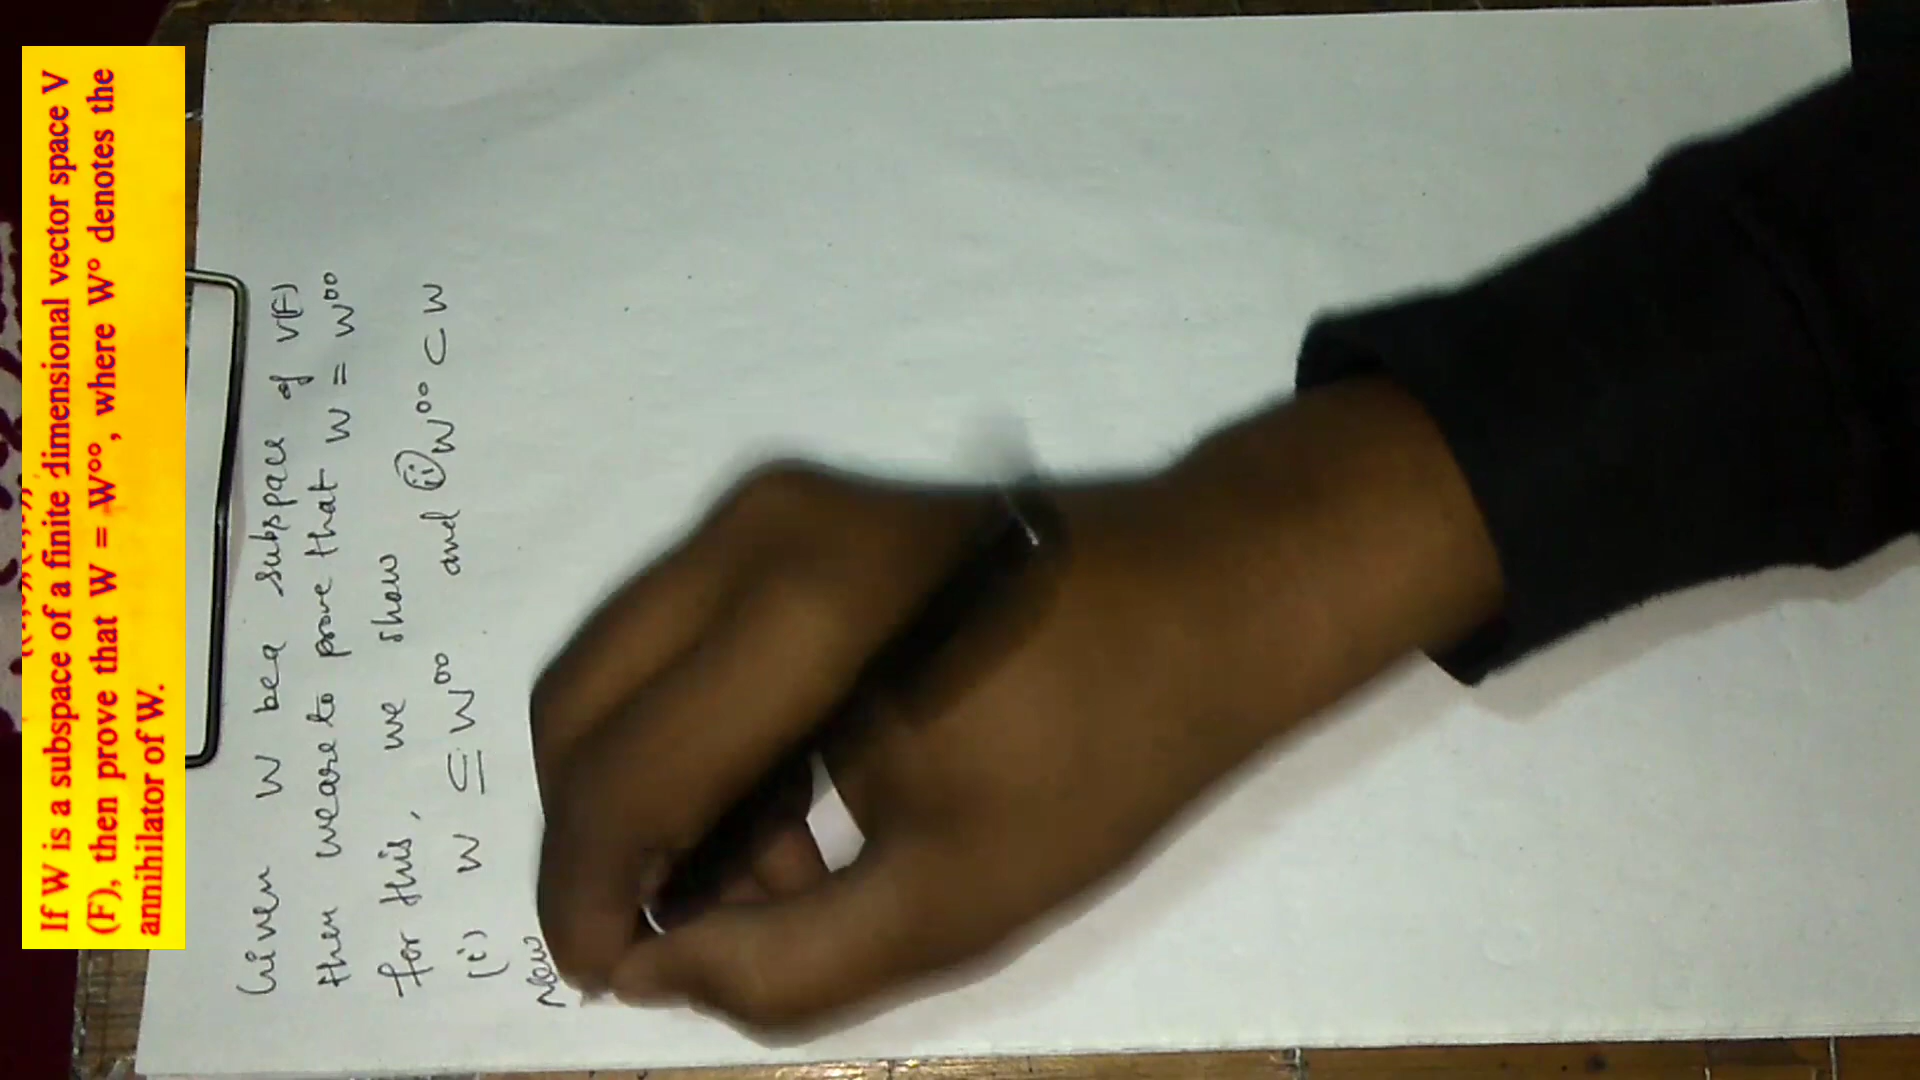 If W is a subspace of a finite dimensional vector space V
(F), then prove that W = W°°, where W° denotes the
annihilator of W.
Given W be a subspace of V(F)
then we are to prove that W = W°°
for this, we show
(i) W ⊆ W°° and (ii) W°° ⊂ W
Now